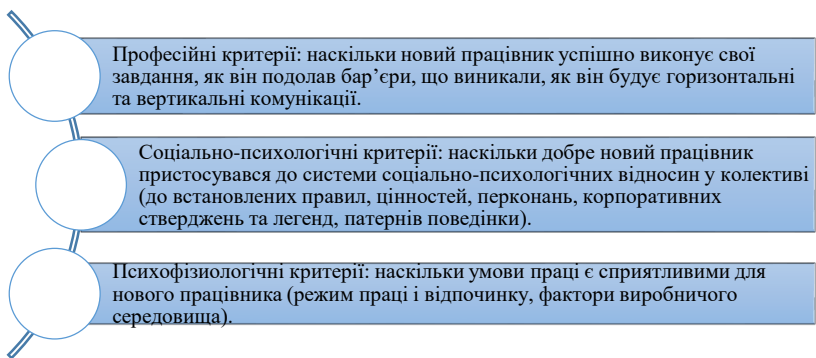 Професійні критерії: наскільки новий працівник успішно виконує свої
завдання, як він подолав бар’єри, що виникали, як він будує горизонтальні
та вертикальні комунікації.
Соціально-психологічні критерії: наскільки добре новий працівник
пристосувався до системи соціально-психологічних відносин у колективі
(до встановлених правил, цінностей, перконань, корпоративних
стверджень та легенд, патернів поведінки).
Психофізиологічні критерії: наскільки умови праці є сприятливими для
нового працівника (режим праці і відпочинку, фактори виробничого
середовища).